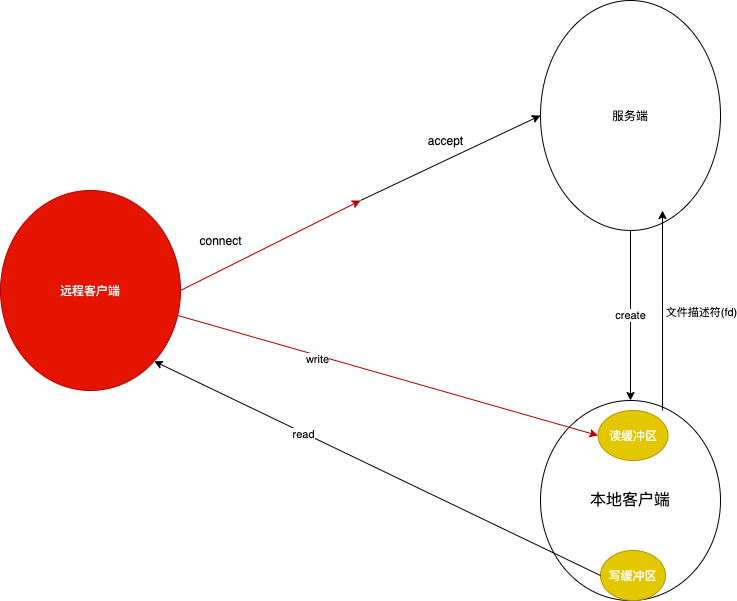 服务端
accept
connect
远程客户端
create
文件描述符(fd)
write
read
读缓冲区
本地客户端
写缓冲区